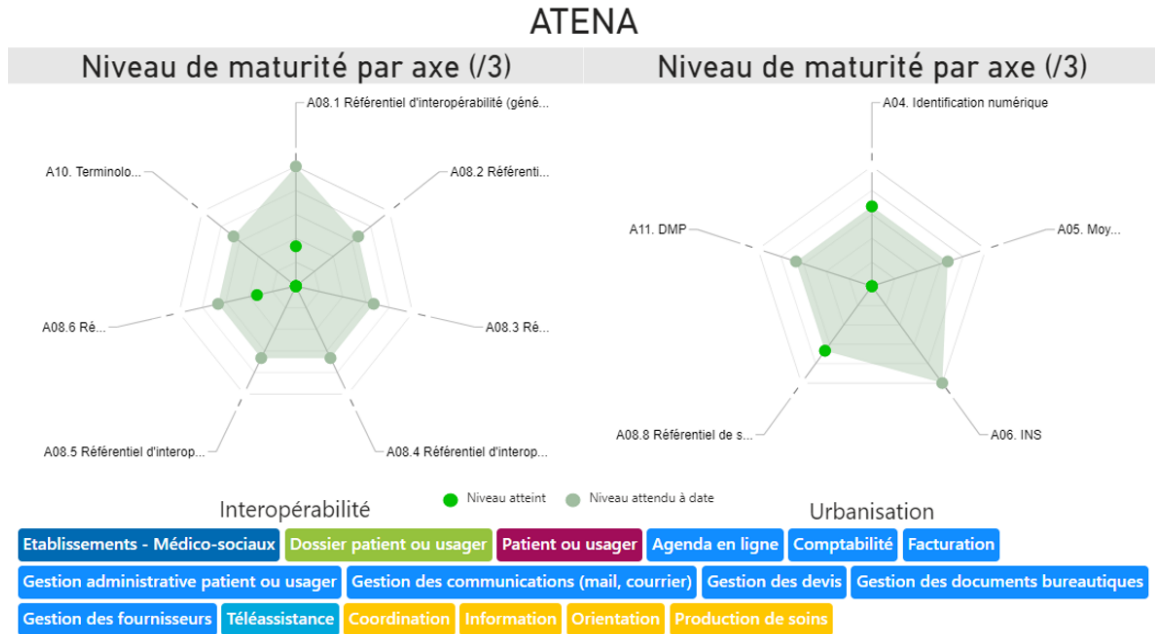 ATENA
Niveau de maturité par axe (/3)
Niveau de maturité par axe (/3)
A08.1 Référentiel d'interopérabilité (géné...
A10. Terminolo...
A08.2 Référenti...
A08.6 Ré...
A08.3 Ré...
A08.5 Référentiel d'interop...
A08.4 Référentiel d'interop...
A04. Identification numérique
A11. DMP
A05. Moy...
A08.8 Référentiel de s...
A06. INS
Niveau atteint
Niveau attendu à date
Interopérabilité
Urbanisation
Etablissements - Médico-sociaux Dossier patient ou usager Patient ou usager Agenda en ligne Comptabilité Facturation
Gestion administrative patient ou usager Gestion des communications (mail, courrier) Gestion des devis Gestion des documents bureautiques
Gestion des fournisseurs Téléassistance Coordination Information Orientation Production de soins